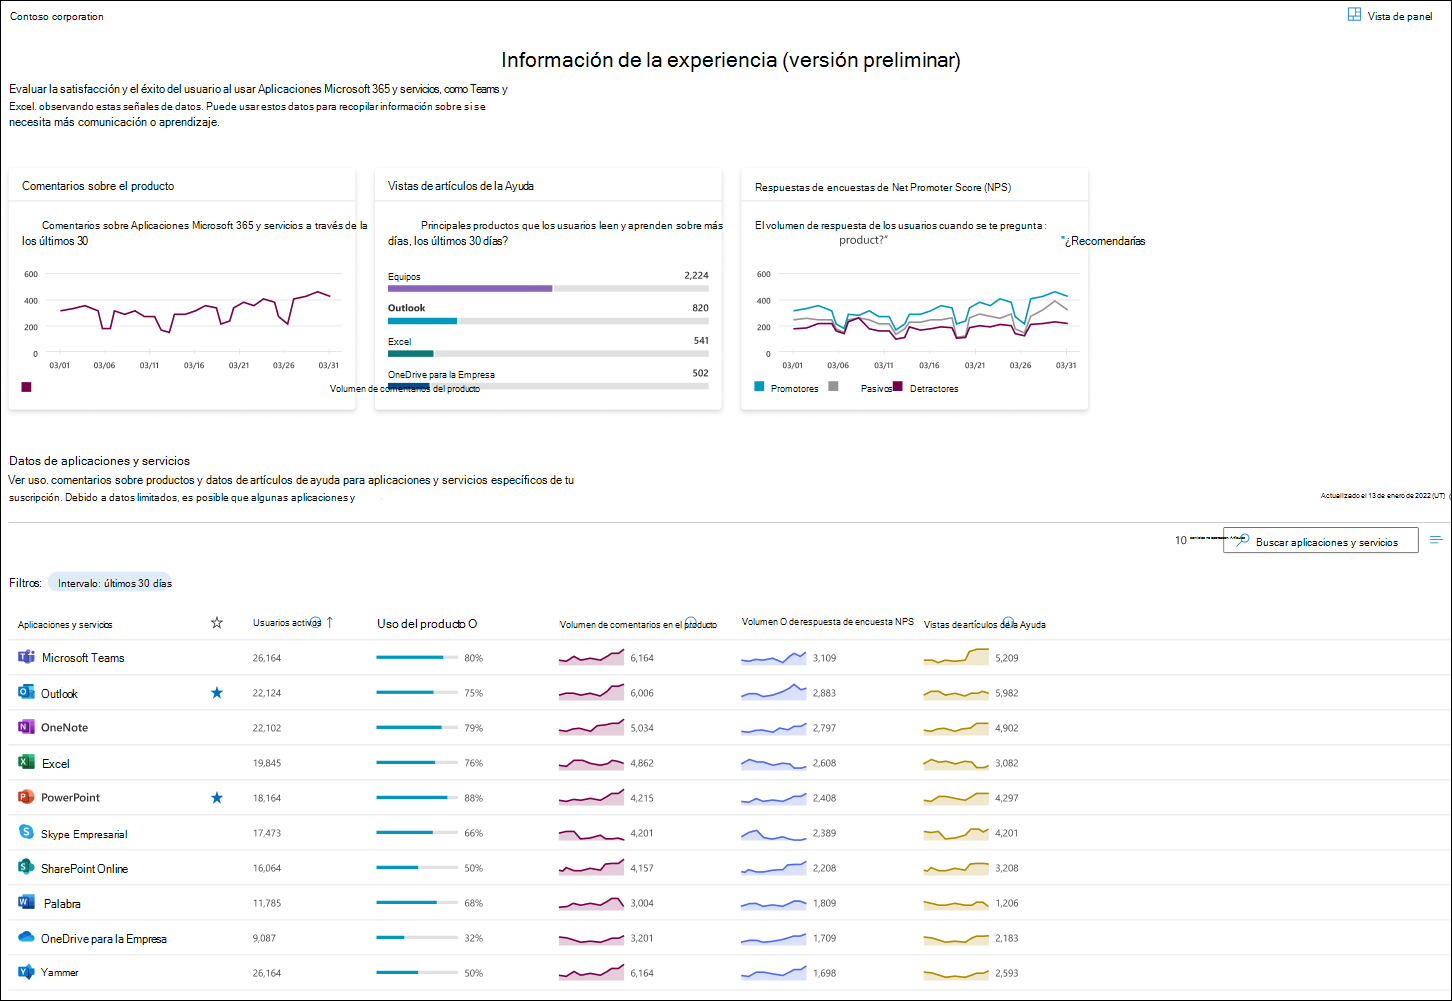 Contoso corporation
Vista de panel
Información de la experiencia (versión preliminar)
Evaluar la satisfacción y el éxito del usuario al usar Aplicaciones Microsoft 365 y servicios, como Teams y
Excel. observando estas señales de datos. Puede usar estos datos para recopilar información sobre si se
necesita más comunicación o aprendizaje.
Comentarios sobre el producto
Comentarios sobre Aplicaciones Microsoft 365 y servicios a través de la
los últimos 30
600
400
200
0
03/01 03/06 03/11 03/16 03/21 03/26 03/31
Volumen de comentarios del producto
Vistas de artículos de la Ayuda
Principales productos que los usuarios leen y aprenden sobre más
días, los últimos 30 días?
Equipos 2,224
Outlook 820
Excel 541
OneDrive para la Empresa 502
Respuestas de encuestas de Net Promoter Score (NPS)
El volumen de respuesta de los usuarios cuando se te pregunta :
product?" "¿Recomendarías
600
400
200
0
03/01 03/06 03/11 03/16 03/21 03/26 03/31
Promotores Pasivos Detractores
Datos de aplicaciones y servicios
Ver uso. comentarios sobre productos y datos de artículos de ayuda para aplicaciones y servicios específicos de tu
suscripción. Debido a datos limitados, es posible que algunas aplicaciones y
Actualizado el 13 de enero de 2022 (UT)
10
Buscar aplicaciones y servicios
Filtros: Intervalo: últimos 30 días
Aplicaciones y servicios Usuarios activos ↑ Uso del producto O Volumen de comentarios en el producto Volumen O de respuesta de encuesta NPS Vistas de artículos de la Ayuda
Microsoft Teams 26,164 80% 6,164 3,109 5,209
Outlook 22,124 75% 6,006 2,883 5,982
OneNote 22,102 79% 5,034 2,797 4,902
Excel 19,845 76% 4,862 2,608 3,082
PowerPoint 18,164 88% 4,215 2,408 4,297
Skype Empresarial 17,473 66% 4,201 2,389 4,201
SharePoint Online 16,064 50% 4,157 2,208 3,208
Palabra 11,785 68% 3,004 1,809 1,206
OneDrive para la Empresa 9,087 32% 3,201 1,709 2,183
Yammer 26,164 50% 6,164 1,698 2,593